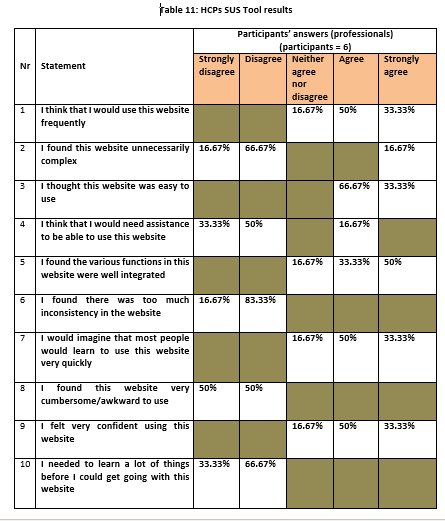 Table 11: HCPs SUS Tool results
Participants' answers (professionals)
(participants = 6)
Nr Statement Strongly disagree Disagree Neither agree nor disagree Agree Strongly agree
1 I think that I would use this website 16.67% 50% 33.33%
frequently
2 I found this website unnecessarily 16.67% 66.67% 16.67%
complex
3 I thought this website was easy to 66.67% 33.33%
use
4 I think that I would need assistance 33.33% 50% 16.67%
to be able to use this website
5 I found the various functions in this 16.67% 33.33% 50%
website were well integrated
6 I found there was too much 16.67% 83.33%
inconsistency in the website
7 I would imagine that most people 16.67% 50% 33.33%
would learn to use this website
very quickly
8 I found this website very 50% 50%
cumbersome/awkward to use
9 I felt very confident using this 16.67% 50% 33.33%
website
10 I needed to learn a lot of things 33.33% 66.67%
before I could get going with this
website